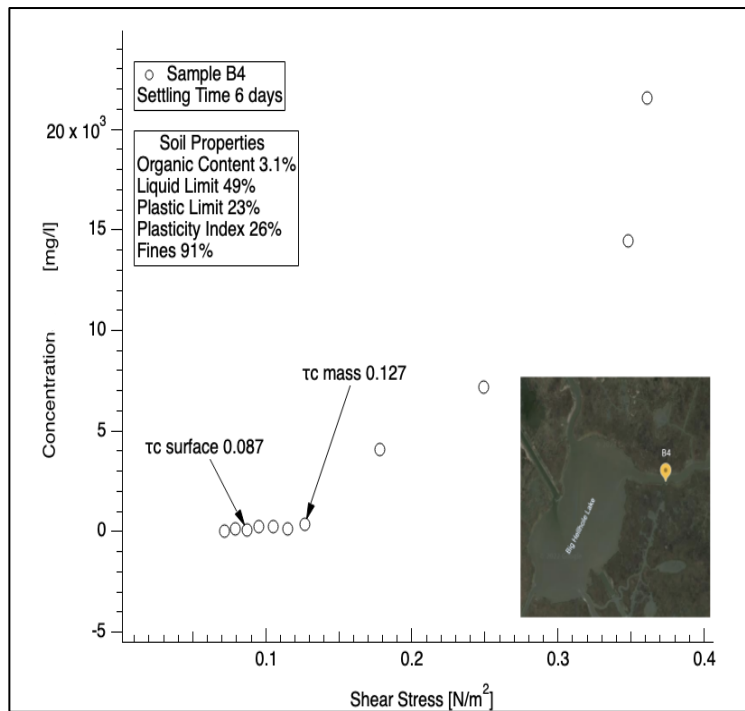 ○ Sample B4
Settling Time 6 days
Soil Properties
Organic Content 3.1%
Liquid Limit 49%
Plastic Limit 23%
Plasticity Index 26%
Fines 91%
20 x 10³
15
10
5
0
-5
Concentration [mg/l]
τc mass 0.127
τc surface 0.087
B4
Big Hellhole Lake
0.1 0.2 0.3 0.4
Shear Stress [N/m²]